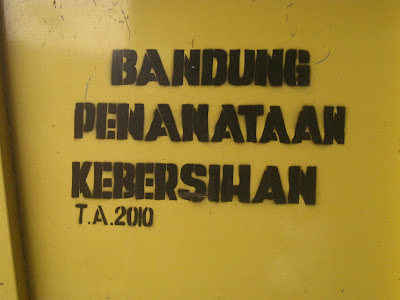 BANDUNG
PENANATAAN
KEBERSIHAN
T.A.2010